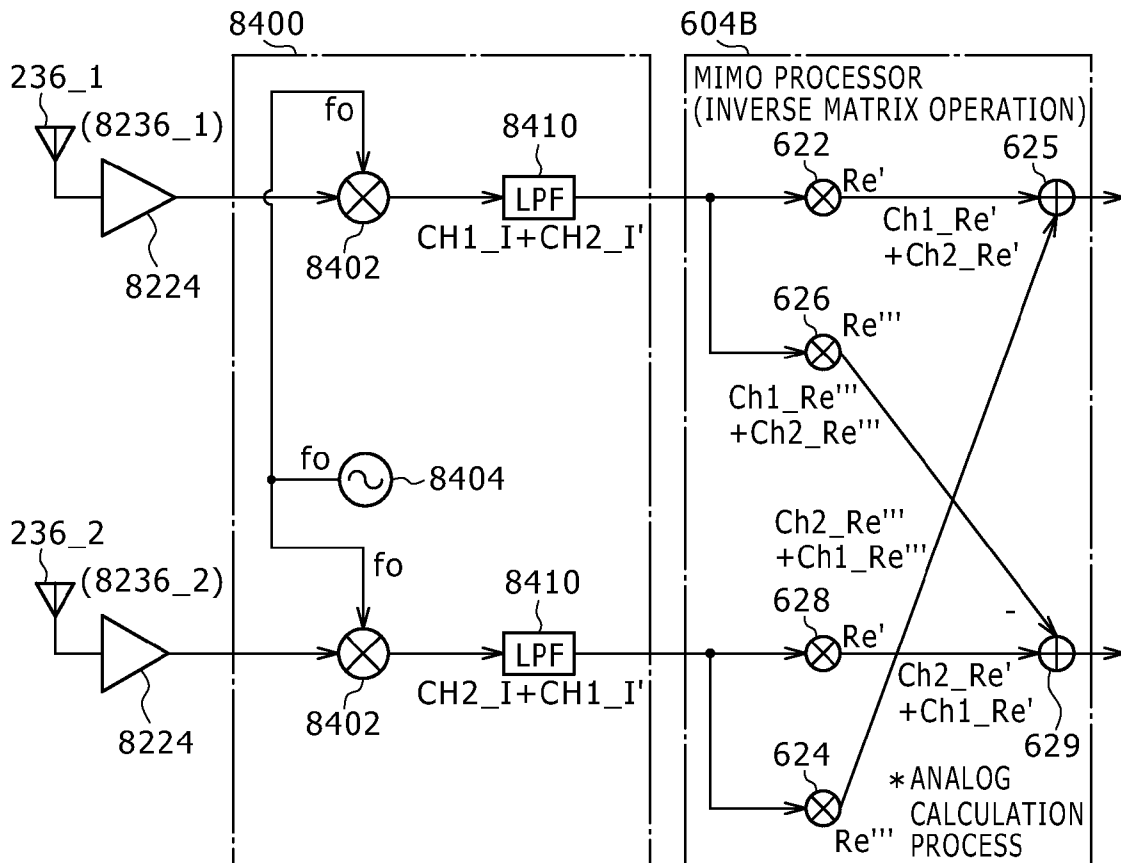 8400
604B
236_1
(8236_1)
fo
8410
MIMO PROCESSOR
(INVERSE MATRIX OPERATION)
622
Re'
625
LPF
CH1_I+CH2_I'
Ch1_Re'
+Ch2_Re'
8224
8402
626
Re'''
Ch1_Re'''
+Ch2_Re'''
fo
8404
236_2
(8236_2)
fo
8410
Ch2_Re'''
+Ch1_Re'''
628
Re'
-
LPF
CH2_I+CH1_I'
Ch2_Re'
+Ch1_Re'
8224
8402
629
624
Re'''
*ANALOG
CALCULATION
PROCESS